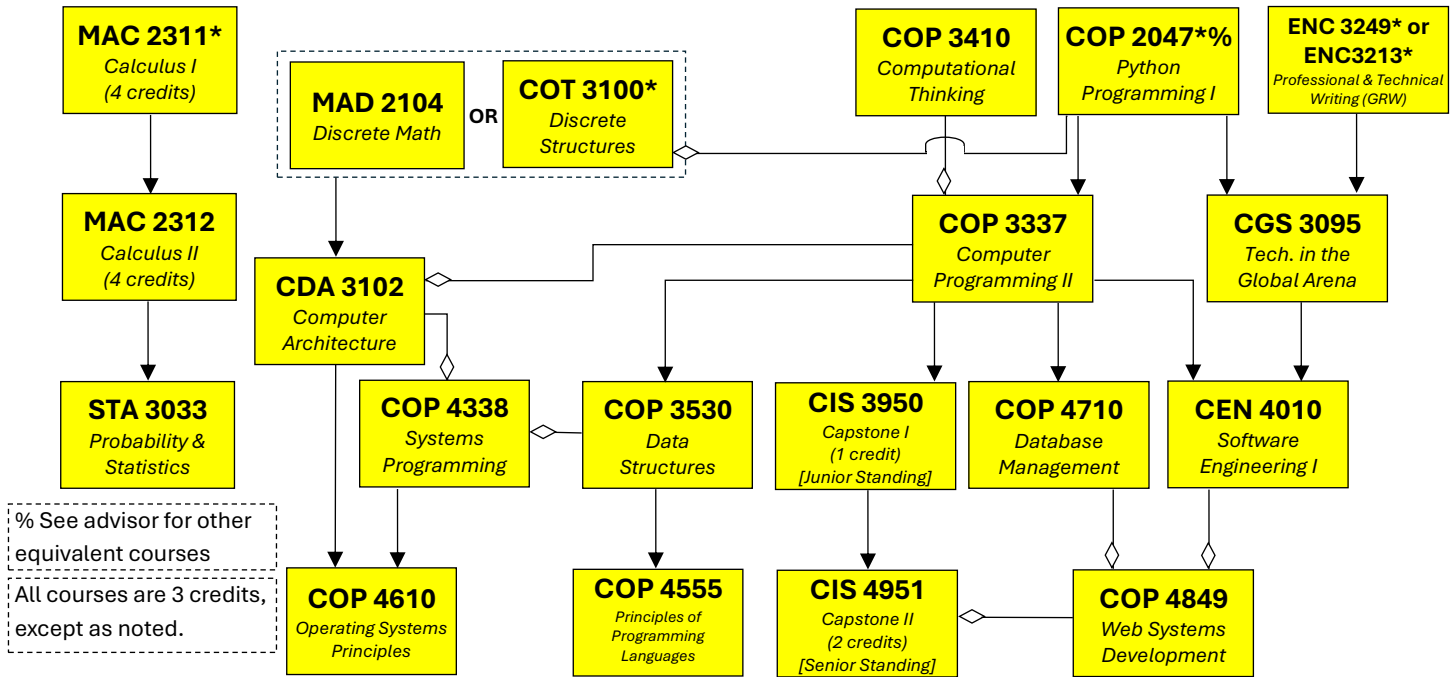 MAC 2311*
Calculus I
(4 credits)
MAD 2104
Discrete Math
OR
COT 3100*
Discrete
Structures
COP 3410
Computational
Thinking
COP 2047*%
Python
Programming I
ENC 3249* or
ENC3213*
Professional & Technical
Writing (GRW)
MAC 2312
Calculus II
(4 credits)
CDA 3102
Computer
Architecture
COP 3337
Computer
Programming II
CGS 3095
Tech. in the
Global Arena
STA 3033
Probability &
Statistics
COP 4338
Systems
Programming
COP 3530
Data
Structures
CIS 3950
Capstone I
(1 credit)
[Junior Standing]
COP 4710
Database
Management
CEN 4010
Software
Engineering I
% See advisor for other
equivalent courses
All courses are 3 credits,
except as noted.
COP 4610
Operating Systems
Principles
COP 4555
Principles of
Programming
Languages
CIS 4951
Capstone II
(2 credits)
[Senior Standing]
COP 4849
Web Systems
Development